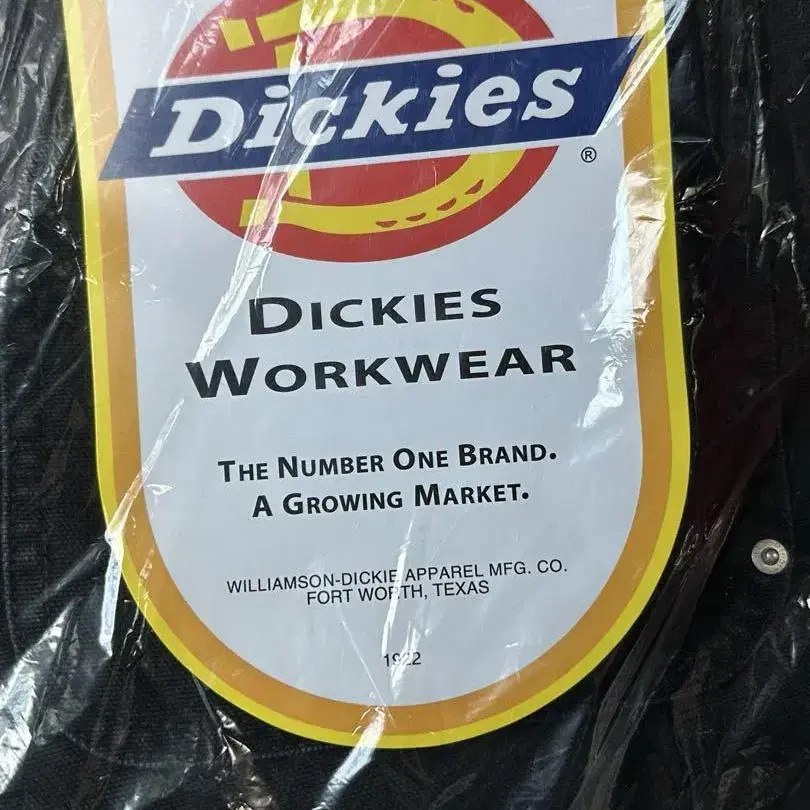 Dickies
®
DICKIES
WORKWEAR
THE NUMBER ONE BRAND.
A GROWING MARKET.
WILLIAMSON-DICKIE APPAREL MFG. CO.
FORT WORTH, TEXAS
1922